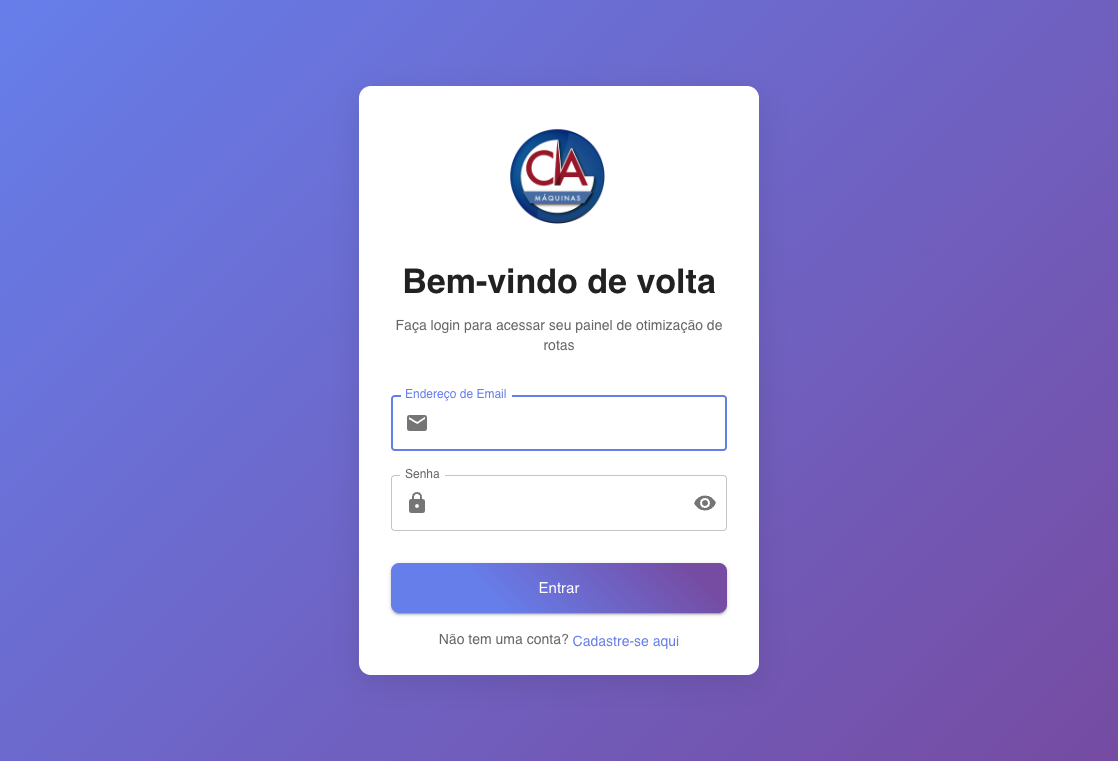 CIA
MÁQUINAS
Bem-vindo de volta
Faça login para acessar seu painel de otimização de
rotas
Endereço de Email
Senha
Entrar
Não tem uma conta? Cadastre-se aqui